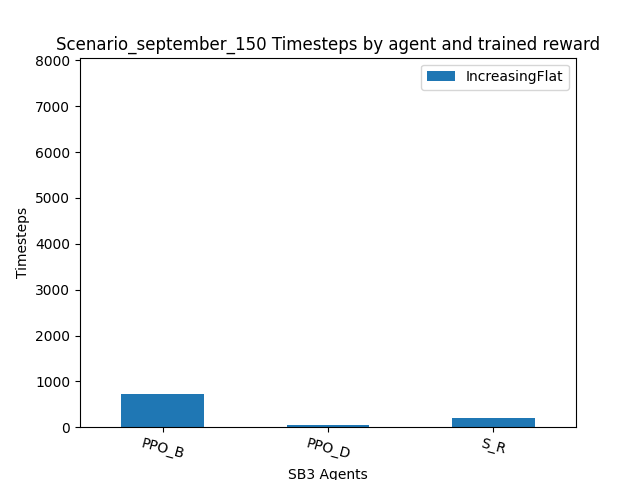 Scenario_september_150 Timesteps by agent and trained reward
IncreasingFlat
8000
7000
6000
5000
4000
3000
2000
1000
0
Timesteps
PPO_B
PPO_D
S_R
SB3 Agents